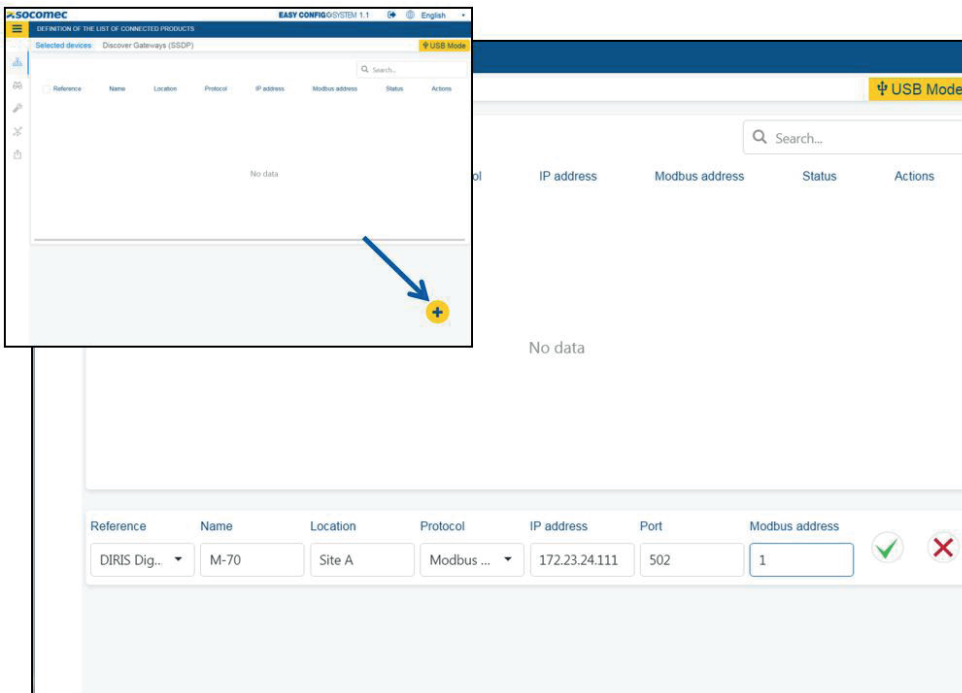 socomec
EASY CONFIG SYSTEM 1.1 English
DEFINITION OF THE LIST OF CONNECTED PRODUCTS
Selected devices Discover Gateways (SSDP) USB Mode
Search...
Reference Name Location Protocol IP address Modbus address Status Actions
No data
USB Mode
Search...
ol IP address Modbus address Status Actions
No data
Reference Name Location Protocol IP address Port Modbus address
DIRIS Dig... M-70 Site A Modbus ... 172.23.24.111 502 1